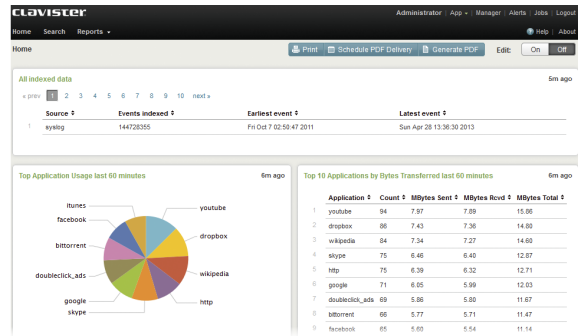 clavister
Administrator | App | Manager | Alerts | Jobs | Logout
Home Search Reports Help | About
Home Print Schedule PDF Delivery Generate PDF Edit: On Off
All indexed data 5m ago
« prev 1 2 3 4 5 6 7 8 9 10 next »
Source Events indexed Earliest event Latest event
1 syslog 144728355 Fri Oct 7 02:50:47 2011 Sun Apr 28 13:36:30 2013
Top Application Usage last 60 minutes 6m ago
itunes
youtube
facebook
dropbox
bittorrent
wikipedia
doubleclick_ads
google
http
skype
Top 10 Applications by Bytes Transferred last 60 minutes 6m ago
Application Count MBytes Sent MBytes Rcvd MBytes Total
1 youtube 94 7.97 7.89 15.86
2 dropbox 86 7.43 7.36 14.80
3 wikipedia 84 7.34 7.27 14.60
4 skype 75 6.46 6.40 12.87
5 http 75 6.39 6.32 12.71
6 google 71 6.05 5.99 12.03
7 doubleclick_ads 69 5.86 5.80 11.67
8 bittorrent 66 5.77 5.71 11.47
9 facebook 65 5.60 5.54 11.14